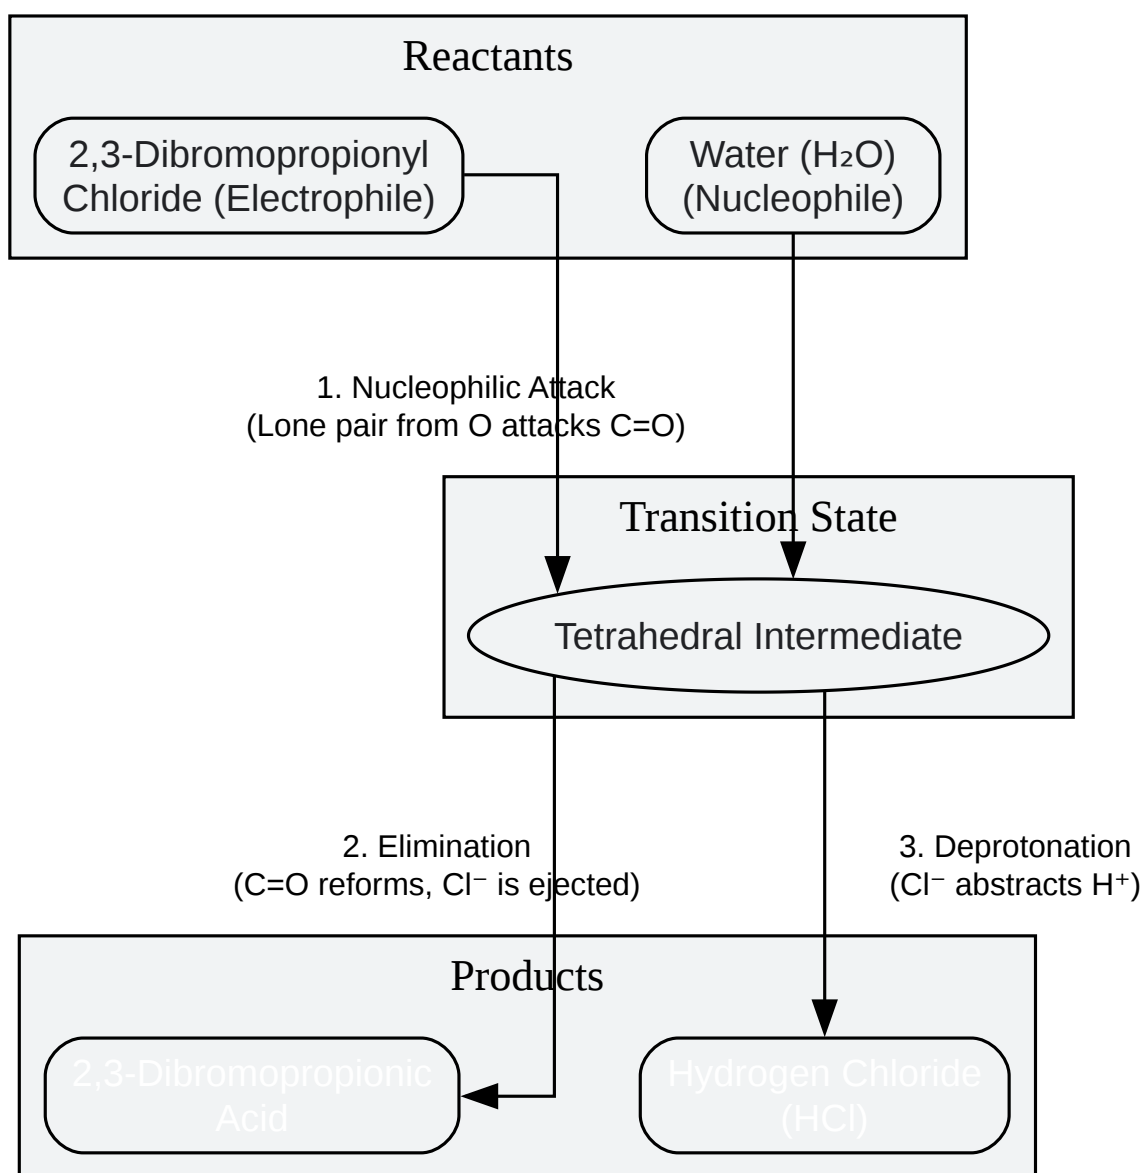 Reactants
2,3-Dibromopropionyl
Chloride (Electrophile)
Water (H₂O)
(Nucleophile)
1. Nucleophilic Attack
(Lone pair from O attacks C=O)
Transition State
Tetrahedral Intermediate
2. Elimination
(C=O reforms, Cl⁻ is ejected)
3. Deprotonation
(Cl⁻ abstracts H⁺)
Products
2,3-Dibromopropionic
Acid
Hydrogen Chloride
(HCl)